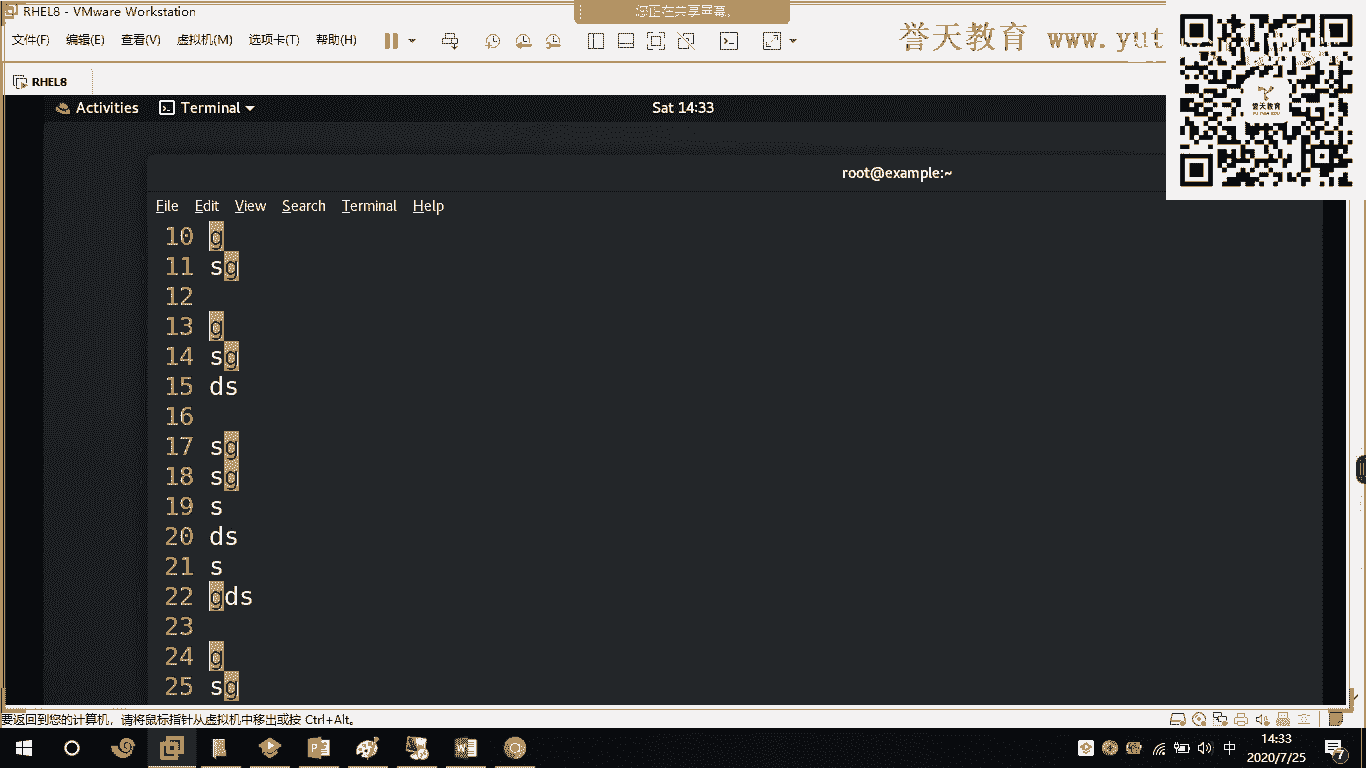 RHEL8 - VMware Workstation
您正在共享屏幕。
文件(F) 编辑(E) 查看(V) 虚拟机(M) 选项卡(T) 帮助(H)
誉天教育 www.yut
誉天教育
RHEL8
Activities Terminal Sat 14:33
root@example:~
File Edit View Search Terminal Help
10 g
11 sg
12
13 g
14 sg
15 ds
16
17 sg
18 sg
19 s
20 ds
21 s
22 gds
23
24 g
25 sg
要返回到您的计算机，请将鼠标指针从虚拟机中移出或按 Ctrl+Alt。
中
14:33
2020/7/25
7